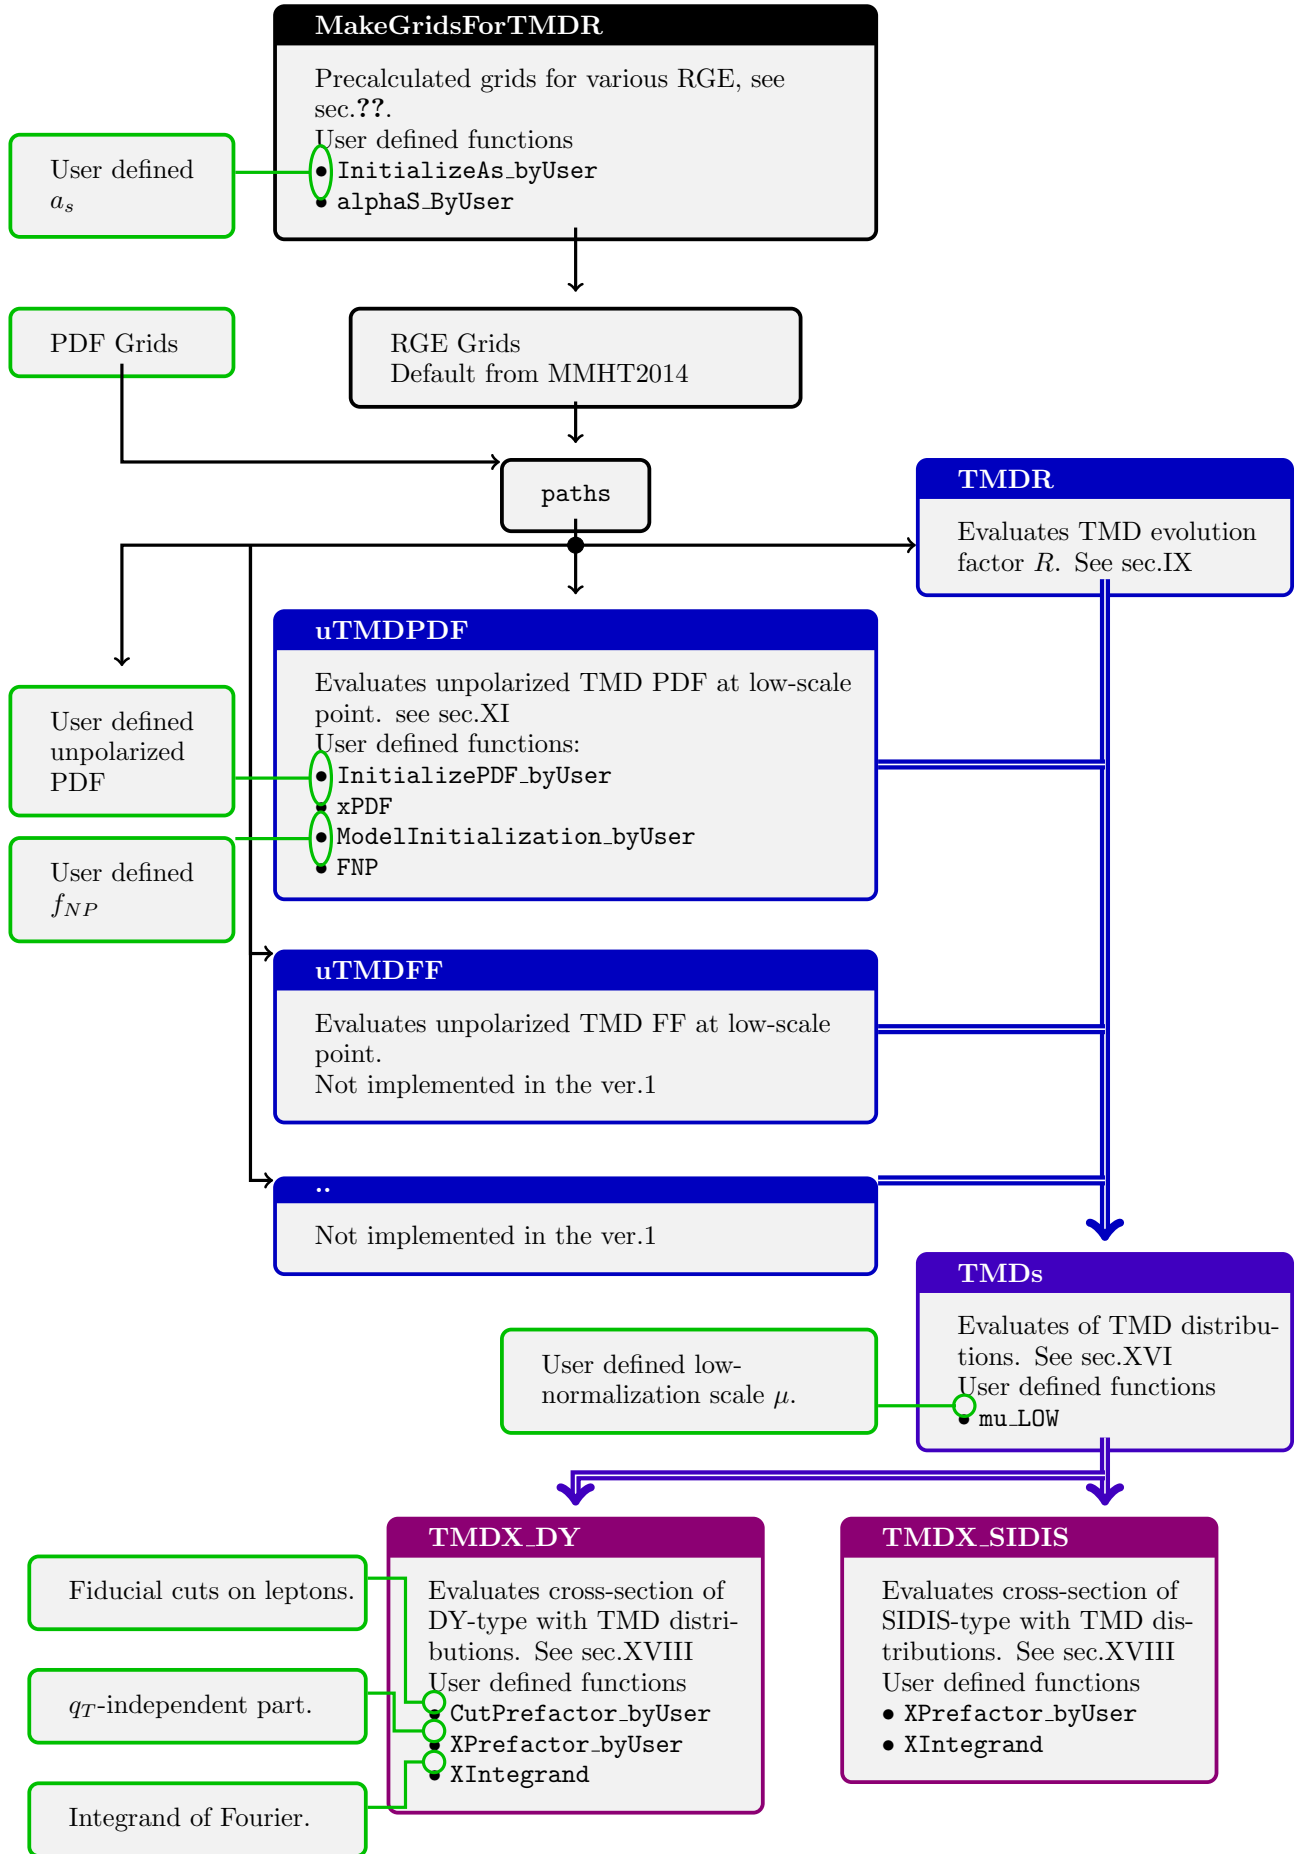 MakeGridsForTMDR
Precalculated grids for various RGE, see
sec.??.
User defined functions
• InitializeAs_byUser
• alphaS_ByUser
User defined
a_s
PDF Grids
RGE Grids
Default from MMHT2014
paths
TMDR
Evaluates TMD evolution
factor R. See sec.IX
uTMDPDF
Evaluates unpolarized TMD PDF at low-scale
point. see sec.XI
User defined functions:
• InitializePDF_byUser
• xPDF
• ModelInitialization_byUser
• FNP
User defined
unpolarized
PDF
User defined
f_{NP}
uTMDFF
Evaluates unpolarized TMD FF at low-scale
point.
Not implemented in the ver.1
..
Not implemented in the ver.1
TMDs
Evaluates of TMD distribu-
tions. See sec.XVI
User defined functions
• mu_LOW
User defined low-
normalization scale μ.
TMDX_DY
Evaluates cross-section of
DY-type with TMD distri-
butions. See sec.XVIII
User defined functions
• CutPrefactor_byUser
• XPrefactor_byUser
• XIntegrand
TMDX_SIDIS
Evaluates cross-section of
SIDIS-type with TMD dis-
tributions. See sec.XVIII
User defined functions
• XPrefactor_byUser
• XIntegrand
Fiducial cuts on leptons.
q_T-independent part.
Integrand of Fourier.